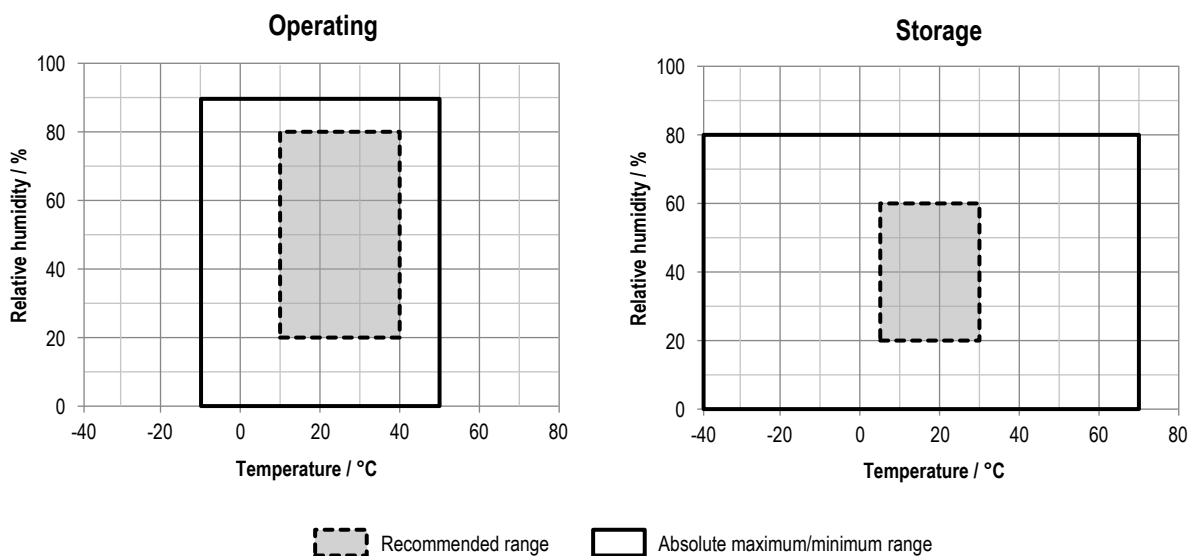 Operating
100
80
60
40
20
0
Relative humidity / %
-40 -20 0 20 40 60 80
Temperature / °C
Storage
100
80
60
40
20
0
Relative humidity / %
-40 -20 0 20 40 60 80
Temperature / °C
Recommended range
Absolute maximum/minimum range